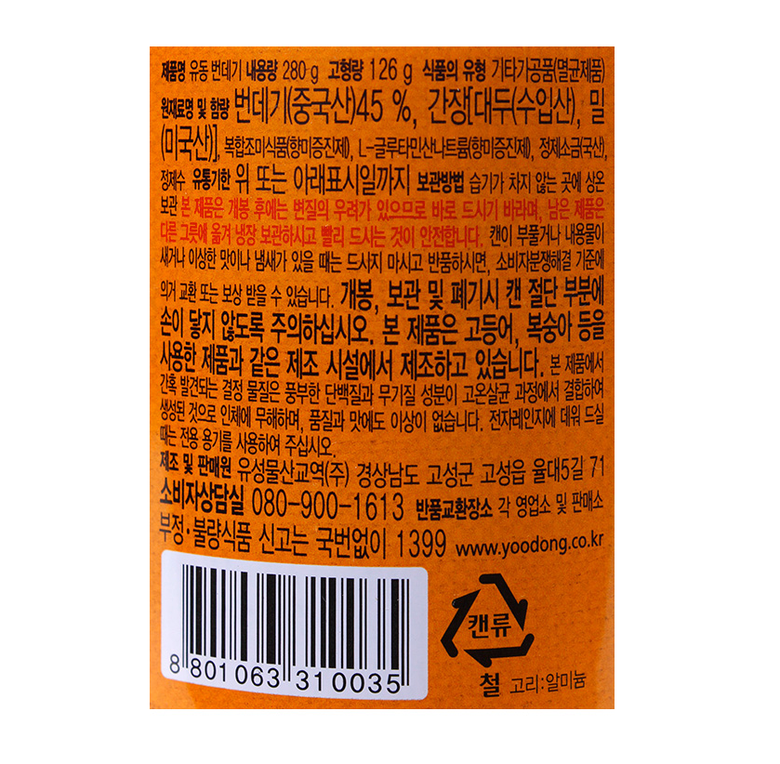 제품명 유동 번데기 내용량 280 g 고형량 126 g 식품의 유형 기타가공품(멸균제품)
원재료명 및 함량 번데기(중국산)45 %, 간장[대두(수입산), 밀
(미국산)], 복합조미식품(향미증진제), L-글루타민산나트륨(향미증진제), 정제소금(국산),
정제수 유통기한 위 또는 아래표시일까지 보관방법 습기가 차지 않는 곳에 상온
보관 본 제품은 개봉 후에는 변질의 우려가 있으므로 바로 드시기 바라며, 남은 제품은
다른 그릇에 옮겨 냉장 보관하시고 빨리 드시는 것이 안전합니다. 캔이 부풀거나 내용물이
새거나 이상한 맛이나 냄새가 있을 때는 드시지 마시고 반품하시면, 소비자분쟁해결 기준에
의거 교환 또는 보상 받을 수 있습니다. 개봉, 보관 및 폐기시 캔 절단 부분에
손이 닿지 않도록 주의하십시오. 본 제품은 고등어, 복숭아 등을
사용한 제품과 같은 제조 시설에서 제조하고 있습니다. 본 제품에서
간혹 발견되는 결정 물질은 풍부한 단백질과 무기질 성분이 고온살균 과정에서 결합하여
생성된 것으로 인체에 무해하며, 품질과 맛에도 이상이 없습니다. 전자레인지에 데워 드실
때는 전용 용기를 사용하여 주십시오.
제조 및 판매원 유성물산교역(주) 경상남도 고성군 고성읍 율대5길 71
소비자상담실 080-900-1613 반품교환장소 각 영업소 및 판매소
부정·불량식품 신고는 국번없이 1399 www.yoodong.co.kr
캔류
8 801063 310035
철 고리:알미늄